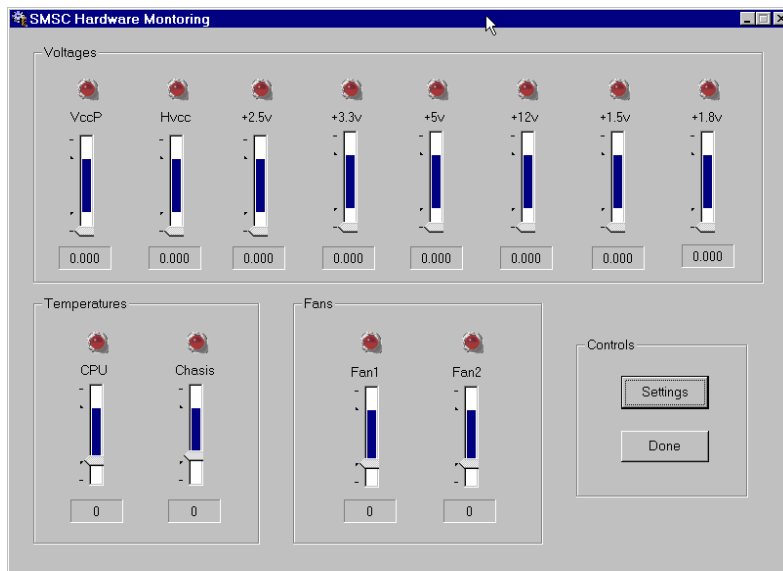 SMSC Hardware Montoring
Voltages
VccP Hvcc +2.5v +3.3v +5v +12v +1.5v +1.8v
0.000 0.000 0.000 0.000 0.000 0.000 0.000 0.000
Temperatures
CPU Chasis
0 0
Fans
Fan1 Fan2
0 0
Controls
Settings
Done